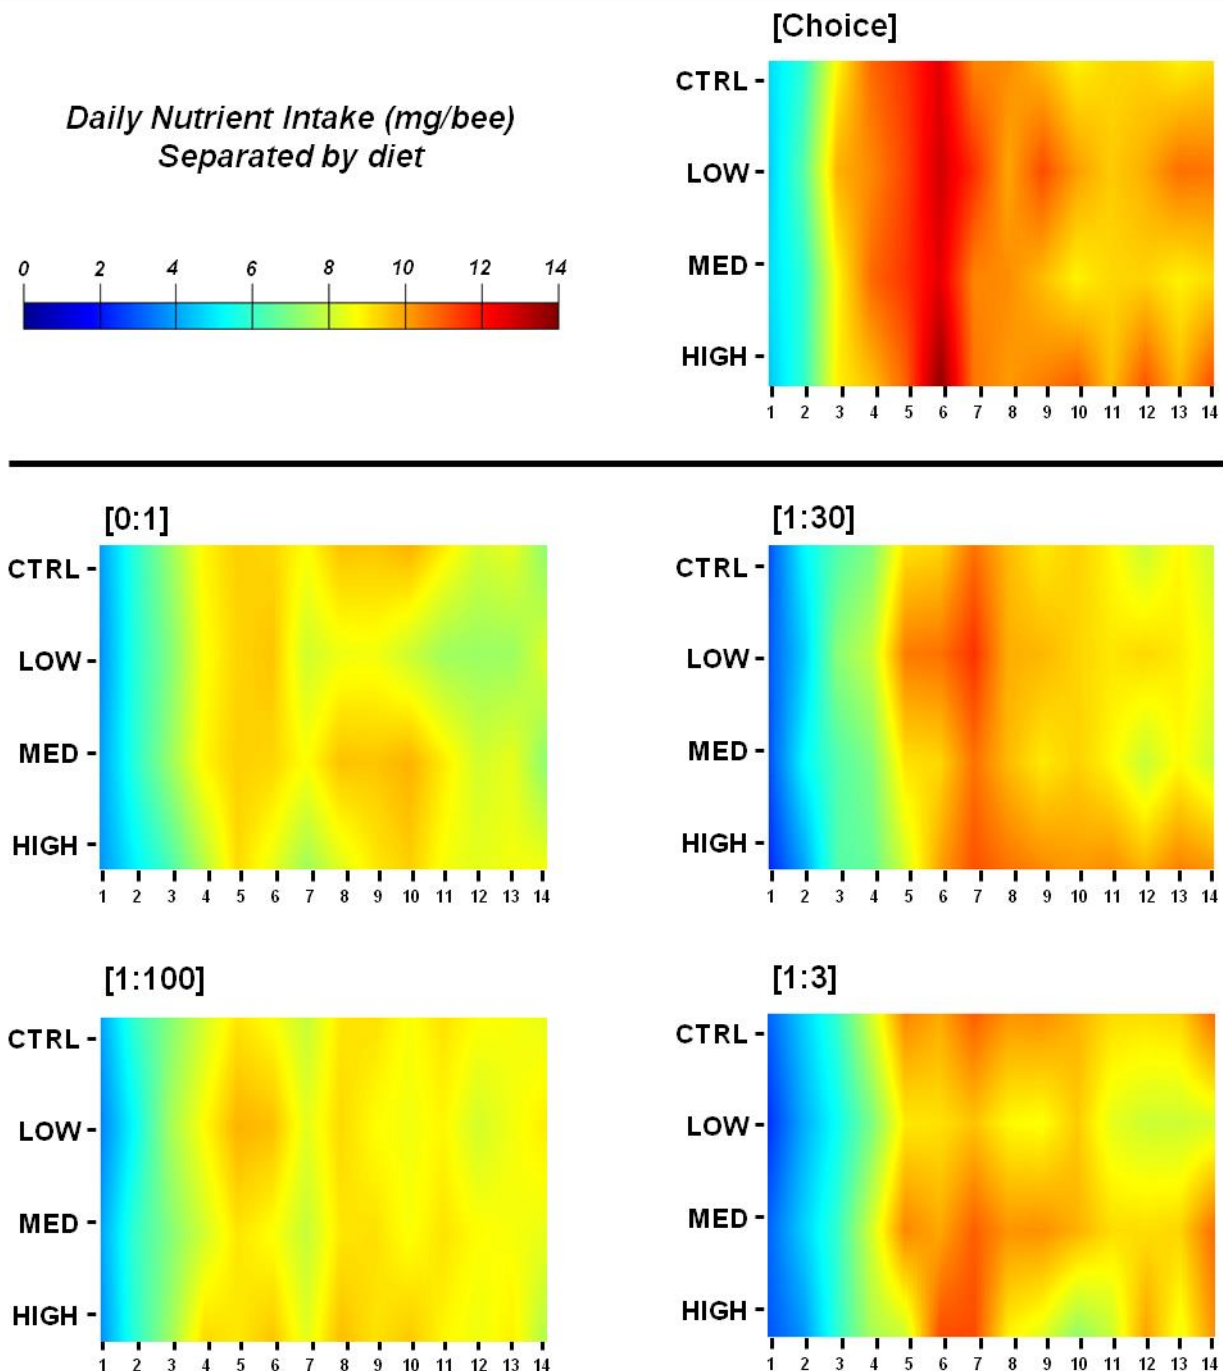 [Choice]
Daily Nutrient Intake (mg/bee)
Separated by diet
0 2 4 6 8 10 12 14
CTRL
LOW
MED
HIGH
1 2 3 4 5 6 7 8 9 10 11 12 13 14
[0:1]
CTRL
LOW
MED
HIGH
1 2 3 4 5 6 7 8 9 10 11 12 13 14
[1:30]
CTRL
LOW
MED
HIGH
1 2 3 4 5 6 7 8 9 10 11 12 13 14
[1:100]
CTRL
LOW
MED
HIGH
1 2 3 4 5 6 7 8 9 10 11 12 13 14
[1:3]
CTRL
LOW
MED
HIGH
1 2 3 4 5 6 7 8 9 10 11 12 13 14